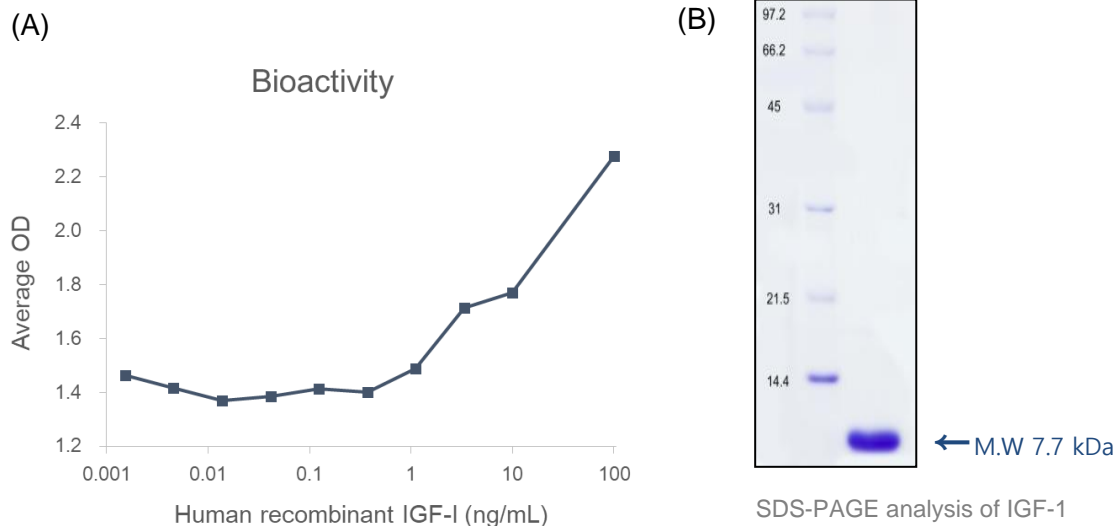 (A)
Bioactivity
Average OD
2.4
2.2
2.0
1.8
1.6
1.4
1.2
0.001 0.01 0.1 1 10 100
Human recombinant IGF-I (ng/mL)
(B)
97.2
66.2
45
31
21.5
14.4
M.W 7.7 kDa
SDS-PAGE analysis of IGF-1